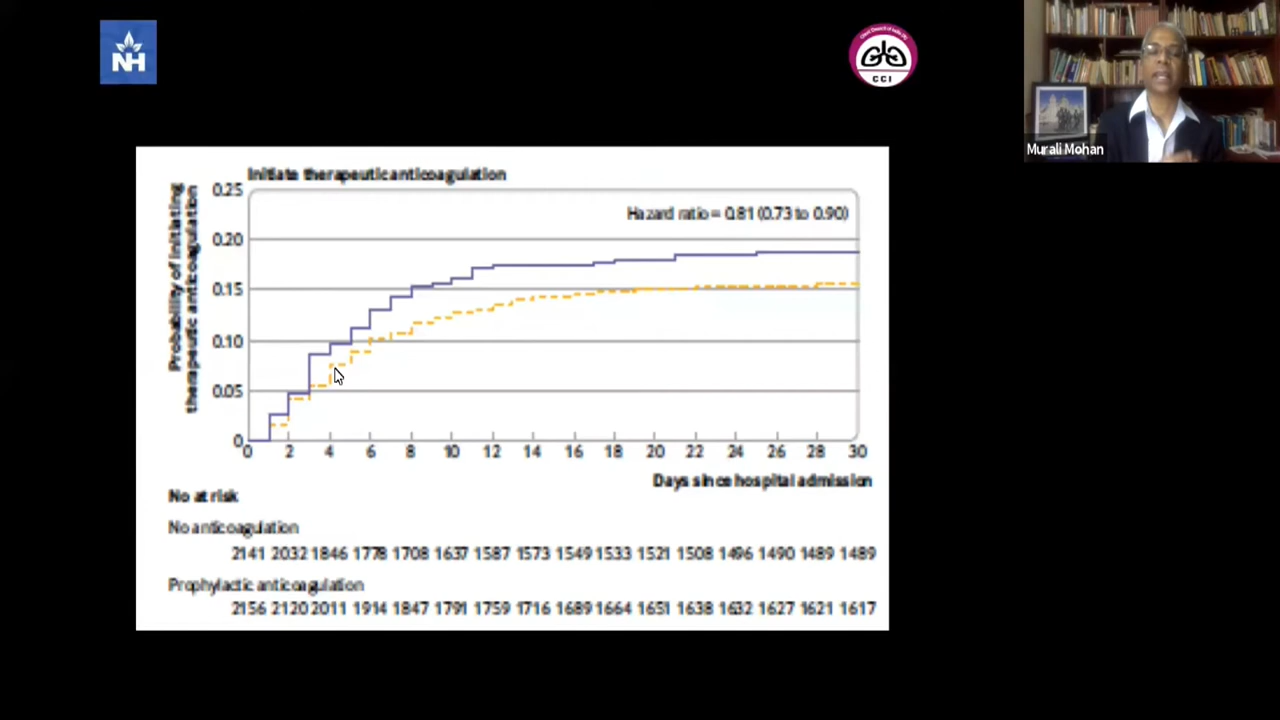 NH
CCI
Murali Mohan
Initiate therapeutic anticoagulation
Probability of initiating
therapeutic anticoagulation
Hazard ratio = 0.81 (0.73 to 0.90)
0.25
0.20
0.15
0.10
0.05
0
0 2 4 6 8 10 12 14 16 18 20 22 24 26 28 30
Days since hospital admission
No at risk
No anticoagulation
2141 2032 1846 1778 1708 1637 1587 1573 1549 1533 1521 1508 1496 1490 1489 1489
Prophylactic anticoagulation
2156 2120 2011 1914 1847 1791 1759 1716 1689 1664 1651 1638 1632 1627 1621 1617